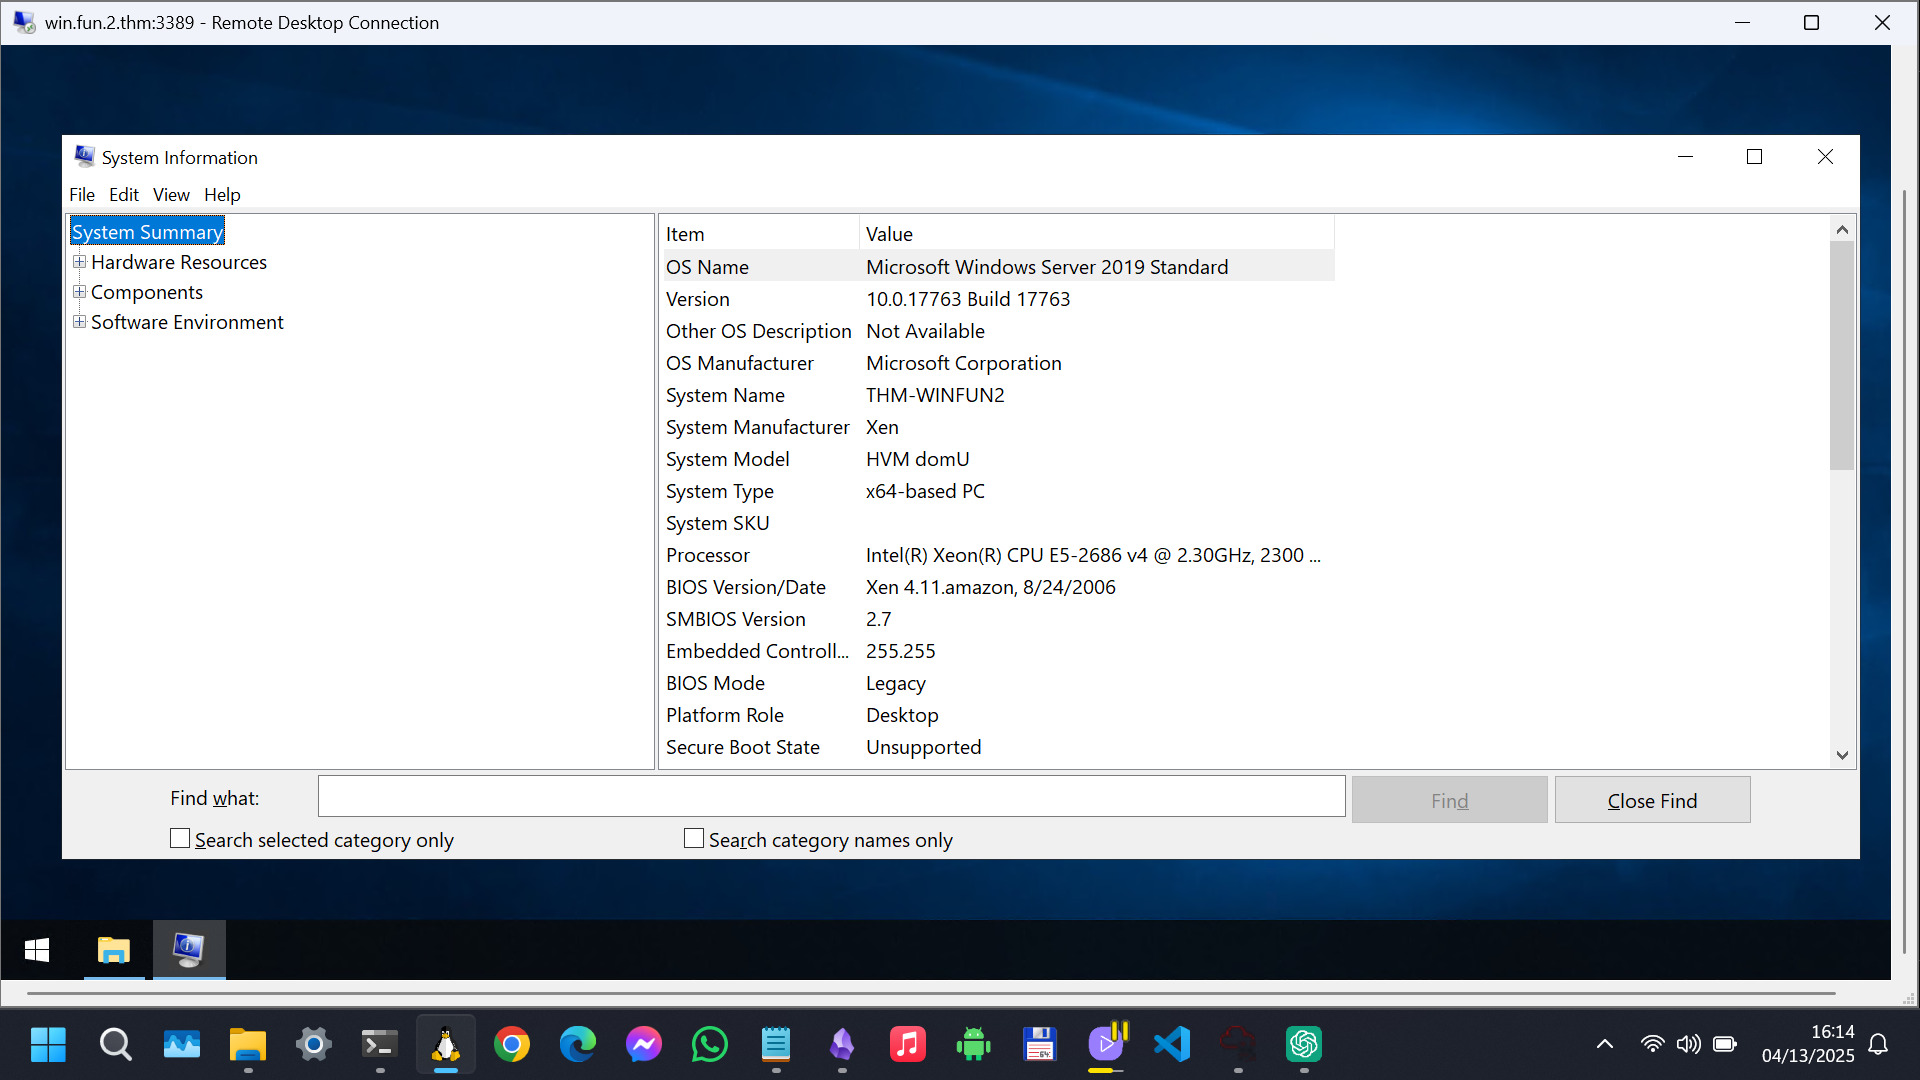 win.fun.2.thm:3389 - Remote Desktop Connection
System Information
File Edit View Help
System Summary
Hardware Resources
Components
Software Environment
Item Value
OS Name Microsoft Windows Server 2019 Standard
Version 10.0.17763 Build 17763
Other OS Description Not Available
OS Manufacturer Microsoft Corporation
System Name THM-WINFUN2
System Manufacturer Xen
System Model HVM domU
System Type x64-based PC
System SKU
Processor Intel(R) Xeon(R) CPU E5-2686 v4 @ 2.30GHz, 2300 ...
BIOS Version/Date Xen 4.11.amazon, 8/24/2006
SMBIOS Version 2.7
Embedded Controll... 255.255
BIOS Mode Legacy
Platform Role Desktop
Secure Boot State Unsupported
Find what: Find Close Find
Search selected category only Search category names only
64
16:14
04/13/2025